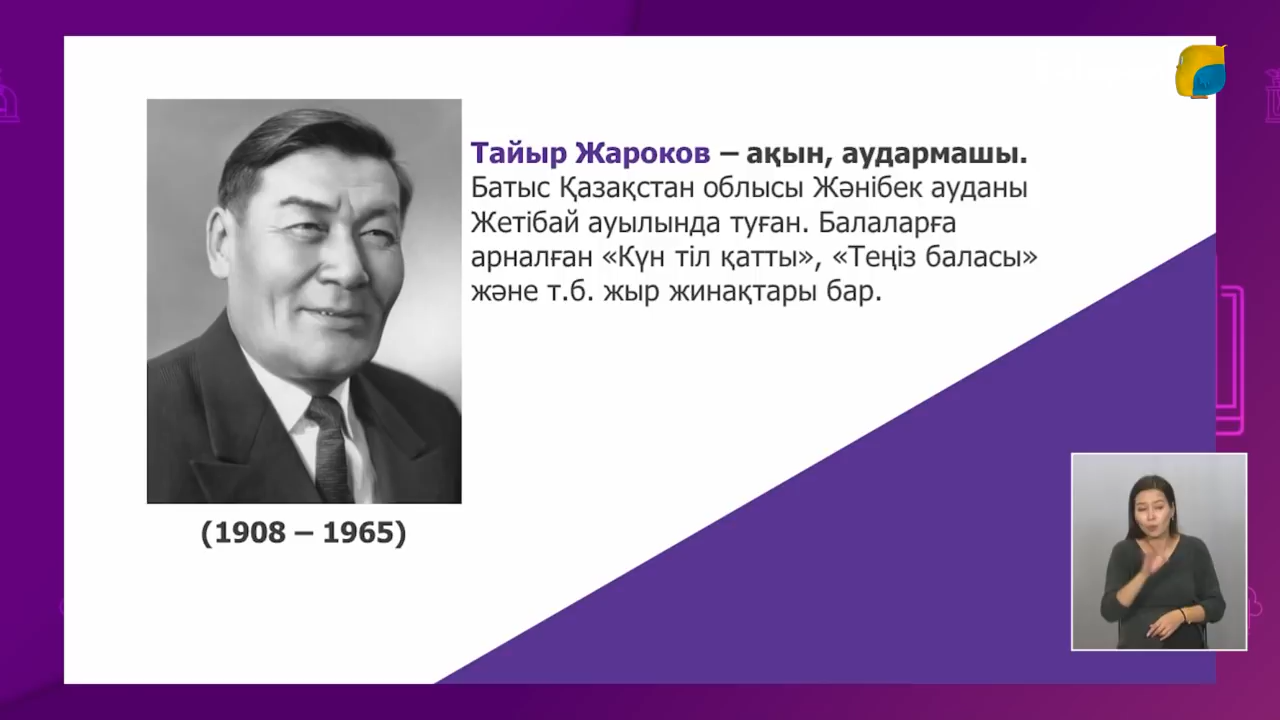 Тайыр Жароков – ақын, аудармашы.
Батыс Қазақстан облысы Жәнібек ауданы
Жетібай ауылында туған. Балаларға
арналған «Күн тіл қатты», «Теңіз баласы»
және т.б. жыр жинақтары бар.
(1908 – 1965)